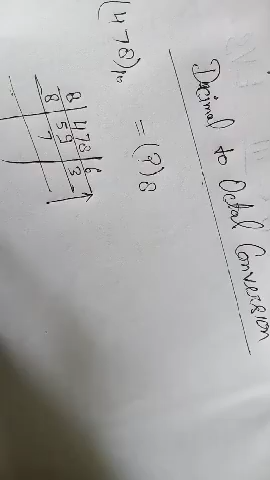 Decimal to Octal Conversion
(478)10 = (?)8
8 478 6
8 59 3
7